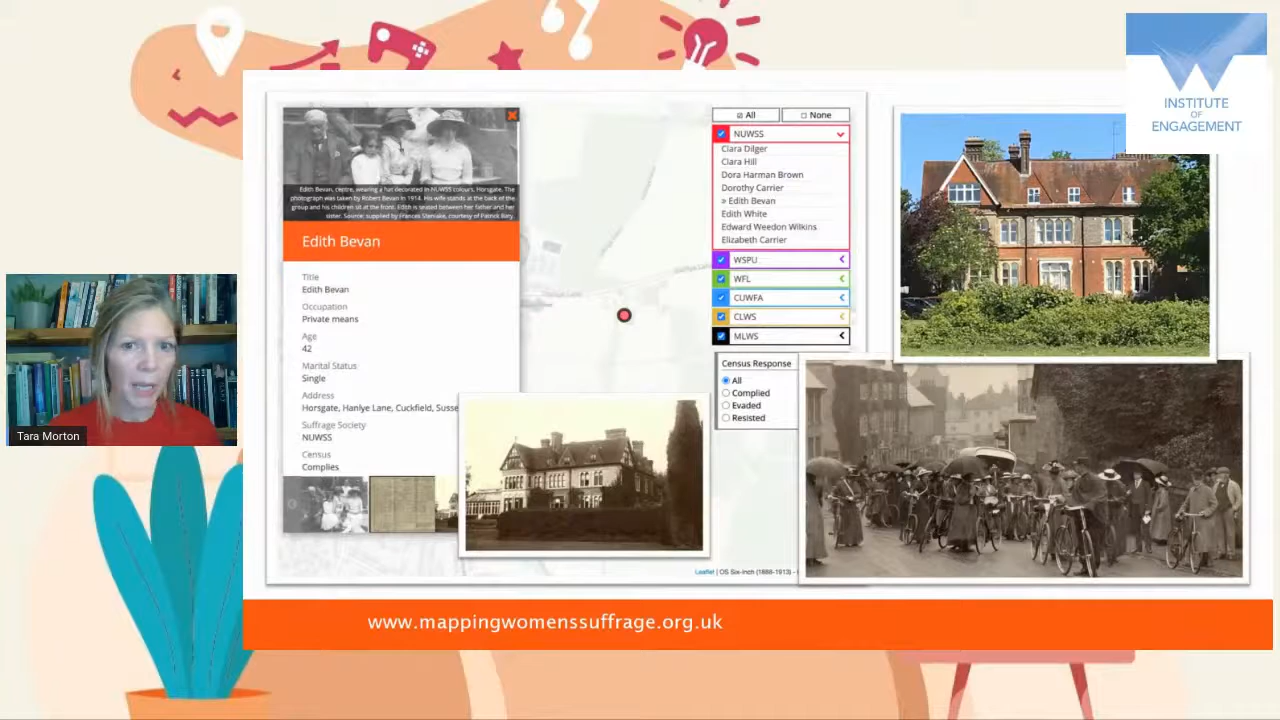 INSTITUTE
OF
ENGAGEMENT
Edith Bevan, centre, wearing a hat decorated in NUWSS colours, Horsgate. The
photograph was taken by Robert Bevan in 1914. His wife stands at the back of the
group and his children sit at the front. Edith is seated between her father and her
sister. Source: supplied by Frances Stenlake, courtesy of Patrick Bary.
Edith Bevan
Title
Edith Bevan
Occupation
Private means
Age
42
Marital Status
Single
Address
Horsgate, Hanlye Lane, Cuckfield, Susse
Suffrage Society
NUWSS
Census
Complies
All
None
NUWSS
Clara Dilger
Clara Hill
Dora Harman Brown
Dorothy Carrier
» Edith Bevan
Edith White
Edward Weedon Wilkins
Elizabeth Carrier
WSPU
WFL
CUWFA
CLWS
MLWS
Census Response
All
Complied
Evaded
Resisted
Leaflet | OS Six-Inch (1888-1913) -
Tara Morton
www.mappingwomenssuffrage.org.uk